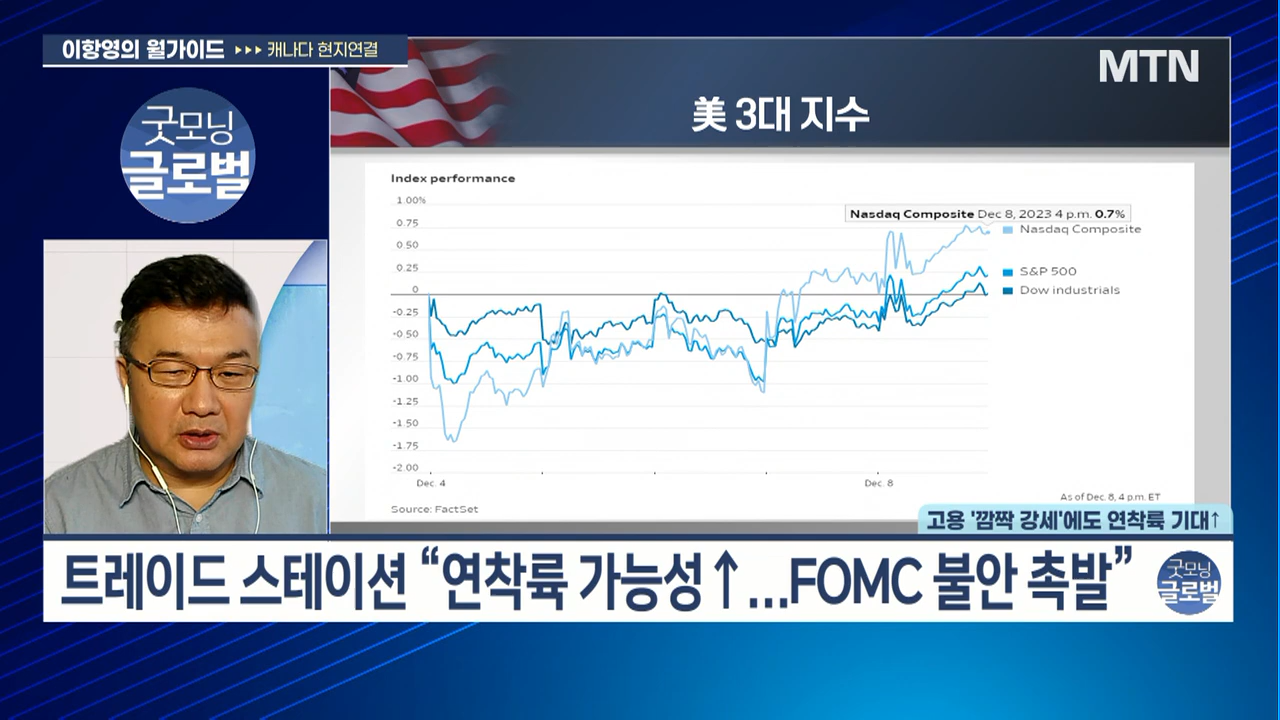 이항영의 월가이드 ▸▸▸ 캐나다 현지연결
MTN
굿모닝
글로벌
美 3대 지수
Index performance
1.00%
0.75
0.50
0.25
0
-0.25
-0.50
-0.75
-1.00
-1.25
-1.50
-1.75
-2.00
Dec. 4
Dec. 8
Nasdaq Composite Dec 8, 2023 4 p.m. 0.7%
Nasdaq Composite
S&P 500
Dow industrials
As of Dec. 8, 4 p.m. ET
Source: FactSet
고용 '깜짝 강세'에도 연착륙 기대↑
트레이드 스테이션 “연착륙 가능성↑...FOMC 불안 촉발”
굿모닝
글로벌